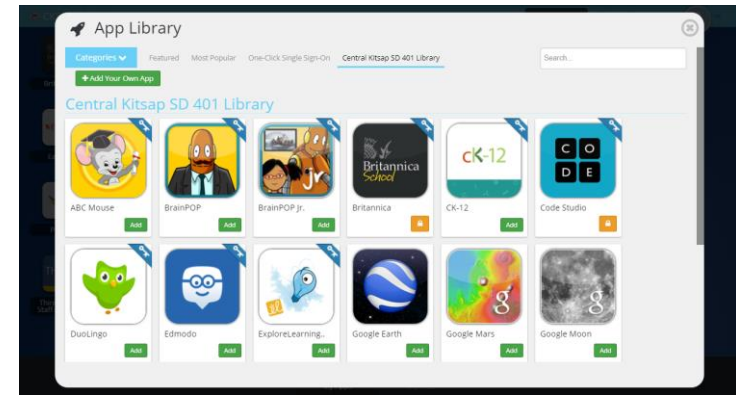 App Library
Categories Featured Most Popular One-Click Single Sign-On Central Kitsap SD 401 Library Search...
+ Add Your Own App
Central Kitsap SD 401 Library
jr
Britannica
School
cK-12
C O
D E
ABC Mouse BrainPOP BrainPOP Jr. Britannica CK-12 Code Studio
Add Add Add Add
g g
DuoLingo Edmodo ExploreLearning.. Google Earth Google Mars Google Moon
Add Add Add Add Add Add